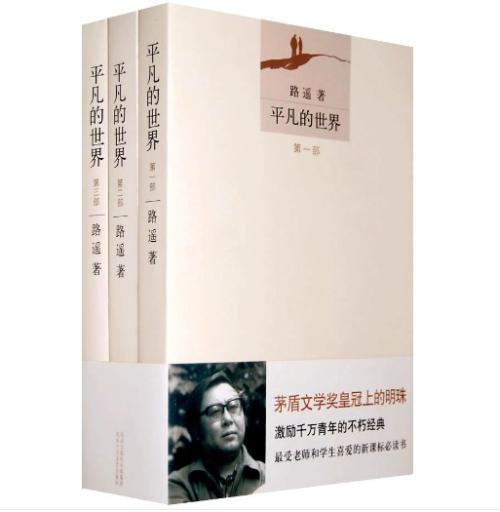 平凡的世界 第三部 路遥 著
平凡的世界 第二部 路遥 著
平凡的世界 第一部 路遥 著
路遥 著
平凡的世界
第一部
茅盾文学奖皇冠上的明珠
激励千万青年的不朽经典
最受老师和学生喜爱的新课标必读书